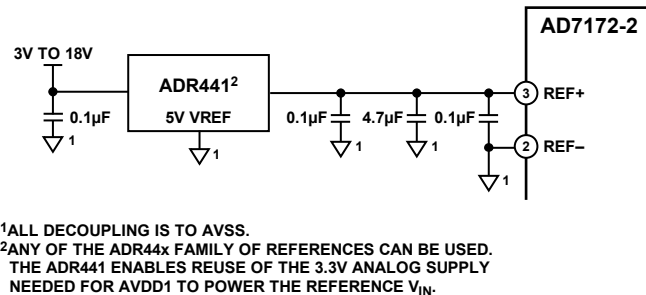 AD7172-2
3V TO 18V
ADR441²
5V VREF
0.1µF
0.1µF
4.7µF
0.1µF
3
REF+
2
REF–
1
1
1
1
1
¹ALL DECOUPLING IS TO AVSS.
²ANY OF THE ADR44x FAMILY OF REFERENCES CAN BE USED.
THE ADR441 ENABLES REUSE OF THE 3.3V ANALOG SUPPLY
NEEDED FOR AVDD1 TO POWER THE REFERENCE VIN.